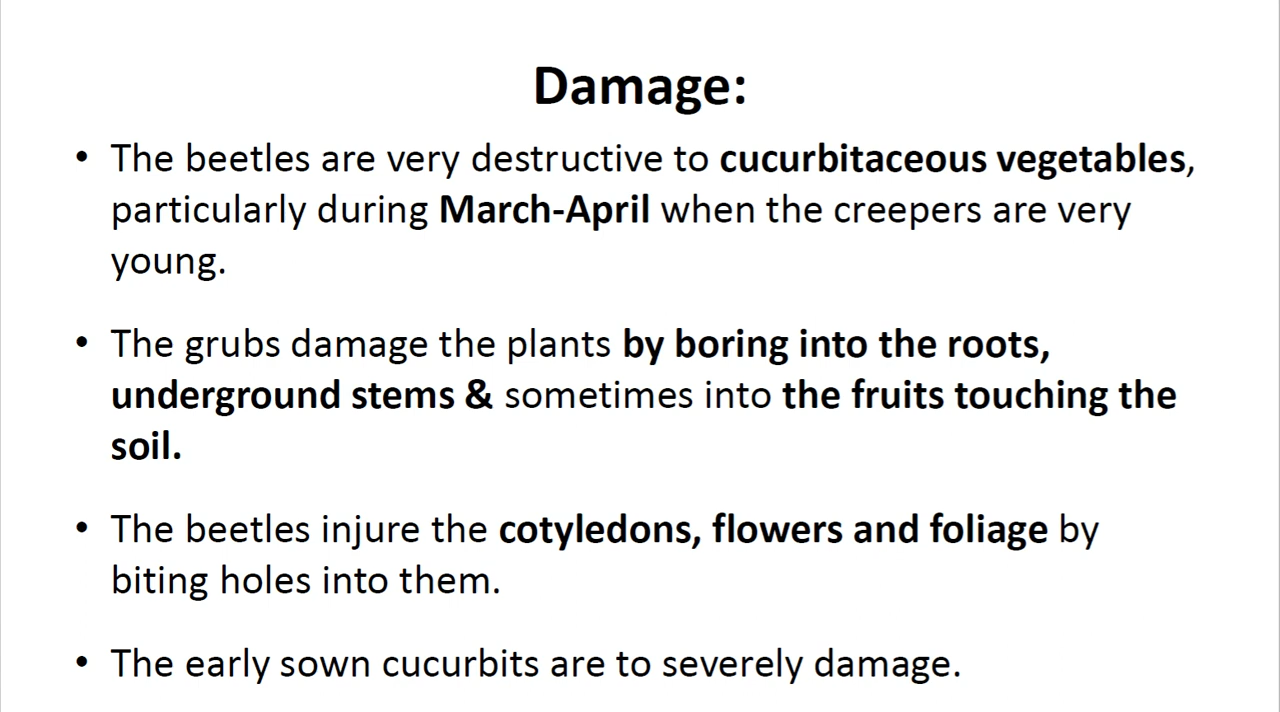 Damage:
• The beetles are very destructive to cucurbitaceous vegetables,
particularly during March-April when the creepers are very
young.
• The grubs damage the plants by boring into the roots,
underground stems & sometimes into the fruits touching the
soil.
• The beetles injure the cotyledons, flowers and foliage by
biting holes into them.
• The early sown cucurbits are to severely damage.